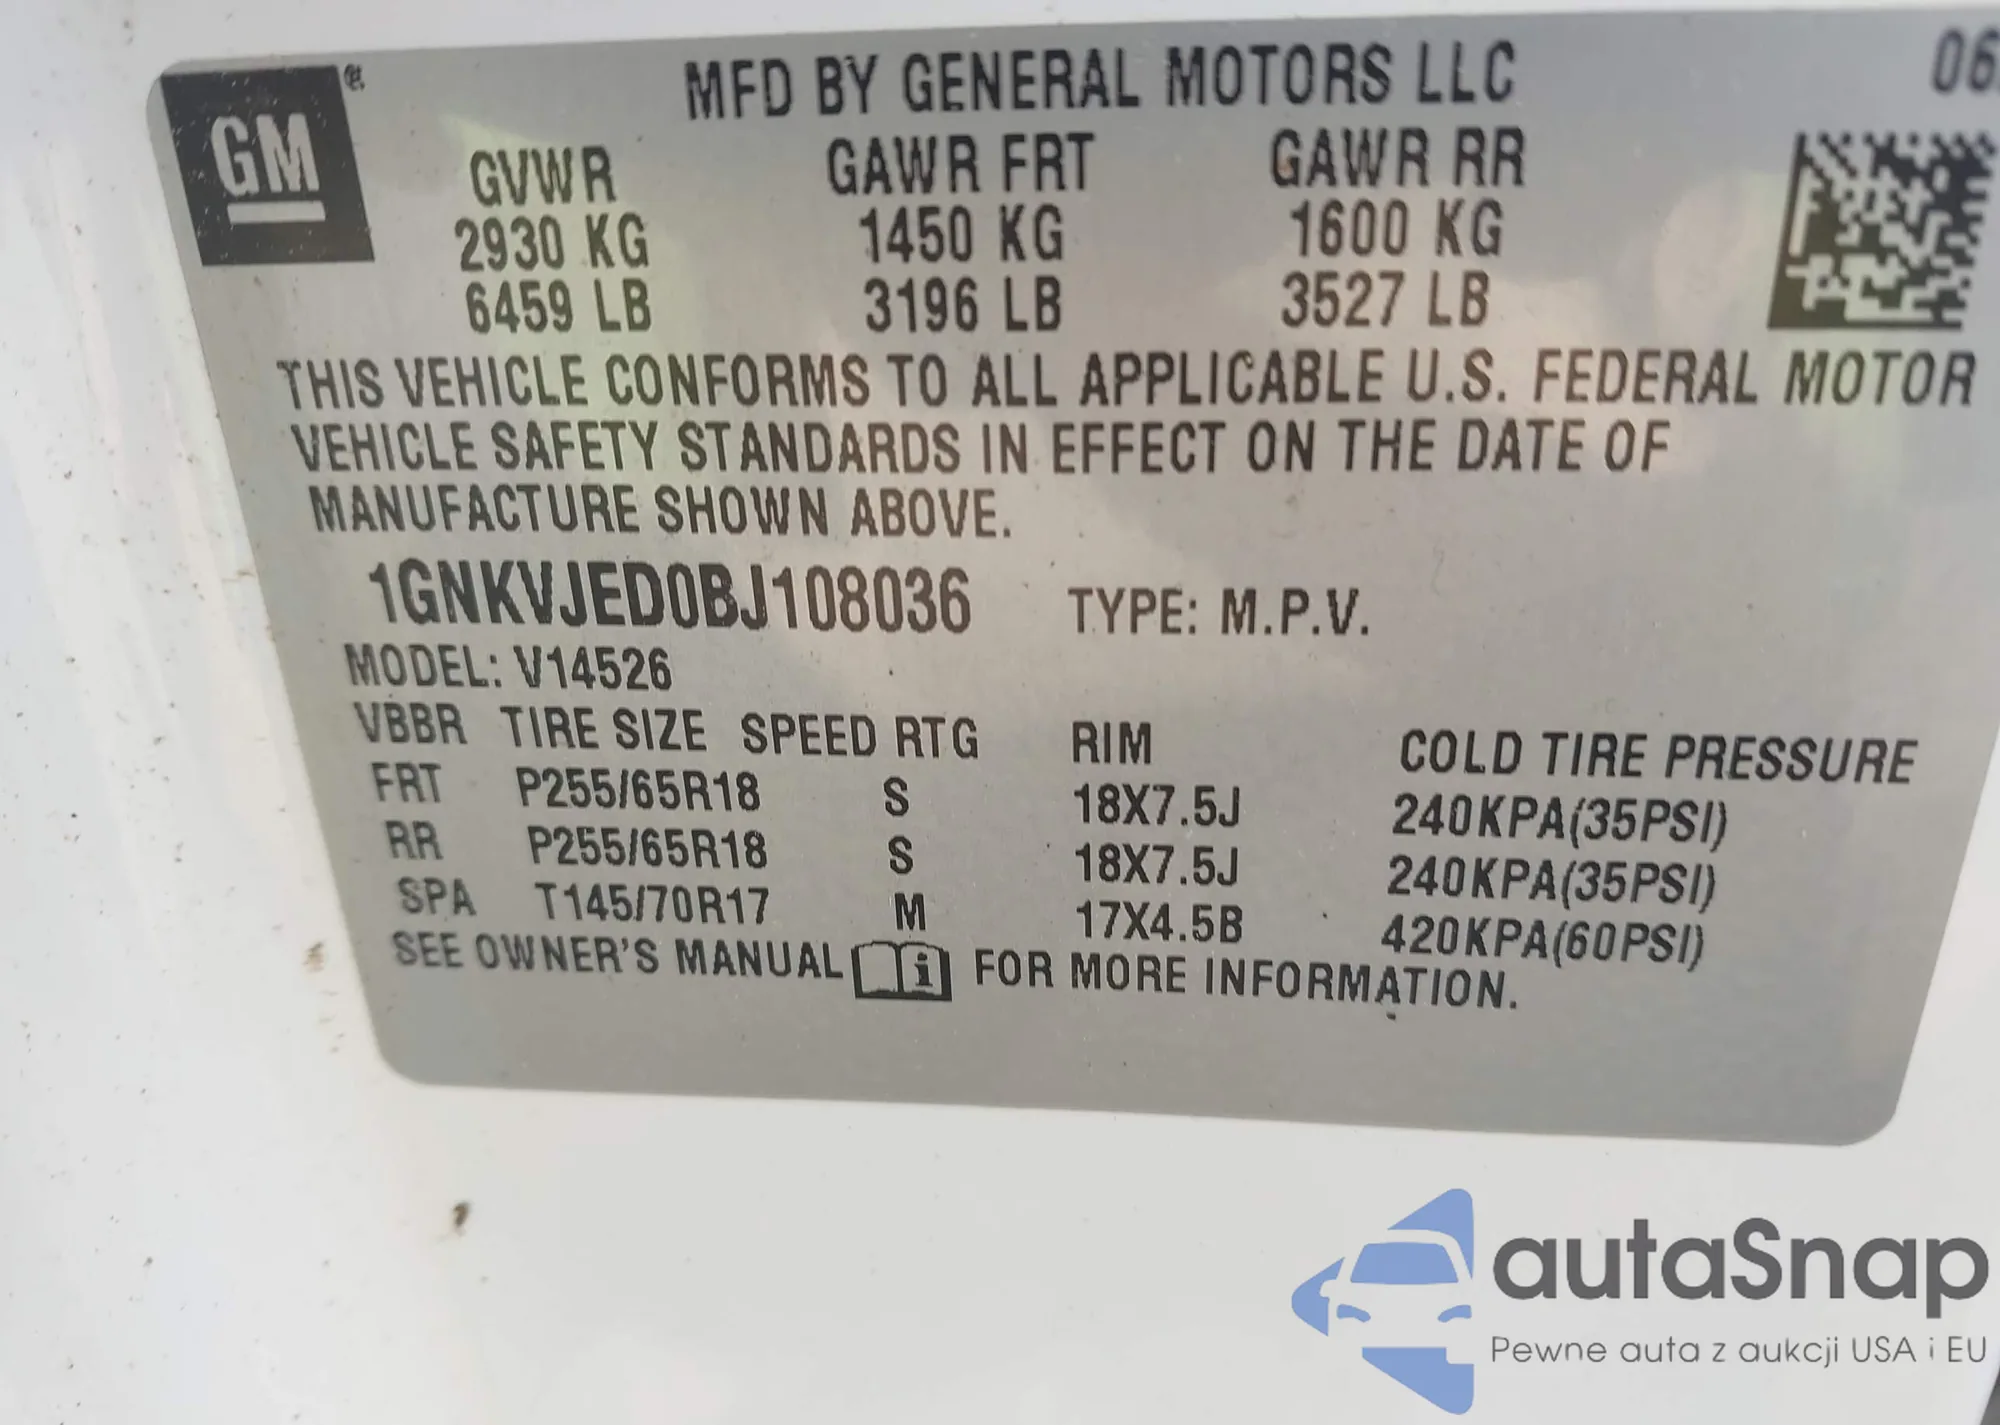 GM®
MFD BY GENERAL MOTORS LLC
06
GVWR GAWR FRT GAWR RR
2930 KG 1450 KG 1600 KG
6459 LB 3196 LB 3527 LB
THIS VEHICLE CONFORMS TO ALL APPLICABLE U.S. FEDERAL MOTOR
VEHICLE SAFETY STANDARDS IN EFFECT ON THE DATE OF
MANUFACTURE SHOWN ABOVE.
1GNKVJED0BJ108036 TYPE: M.P.V.
MODEL: V14526
VBBR TIRE SIZE SPEED RTG RIM COLD TIRE PRESSURE
FRT P255/65R18 S 18X7.5J 240KPA(35PSI)
RR P255/65R18 S 18X7.5J 240KPA(35PSI)
SPA T145/70R17 M 17X4.5B 420KPA(60PSI)
SEE OWNER'S MANUAL i FOR MORE INFORMATION.
autaSnap
Pewne auta z aukcji USA i EU